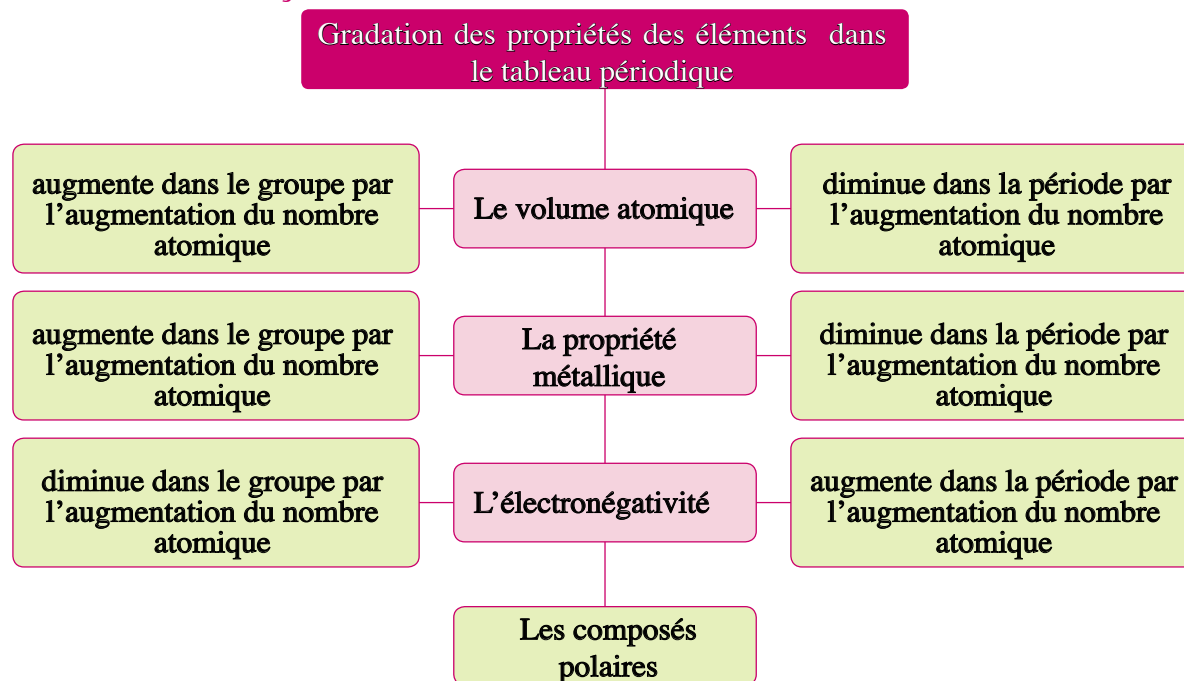 Gradation des propriétés des éléments dans
le tableau périodique
augmente dans le groupe par
l'augmentation du nombre
atomique
Le volume atomique
diminue dans la période par
l'augmentation du nombre
atomique
augmente dans le groupe par
l'augmentation du nombre
atomique
La propriété
métallique
diminue dans la période par
l'augmentation du nombre
atomique
diminue dans le groupe par
l'augmentation du nombre
atomique
L'électronégativité
augmente dans la période par
l'augmentation du nombre
atomique
Les composés
polaires